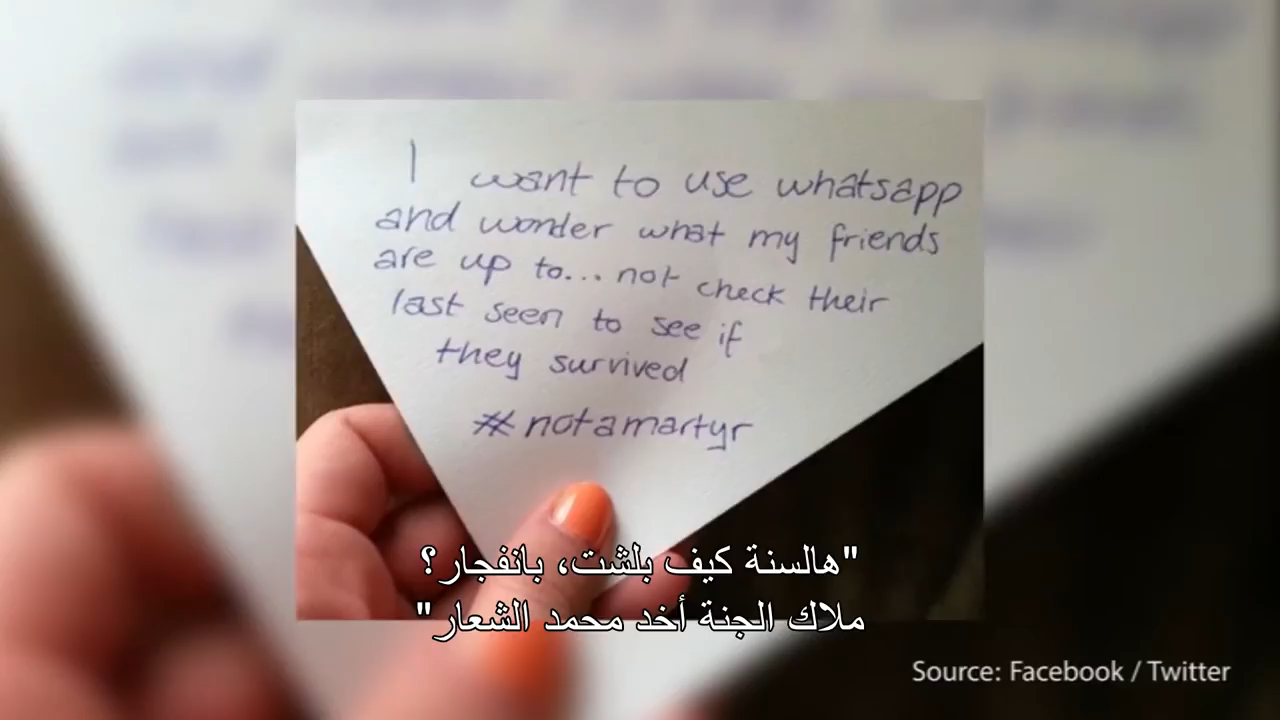 I want to use whatsapp
and wonder what my friends
are up to... not check their
last seen to see if
they survived
#notamartyr
"هالسنة كيف بلشت، بانفجار؟
ملاك الجنة أخد محمد الشعار"
Source: Facebook / Twitter